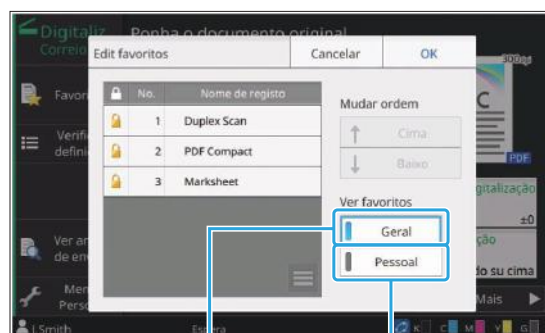 Digitaliz Ponha o documento original
Correio
Edit favoritos Cancelar OK
No. Nome de registo
1 Duplex Scan
2 PDF Compact
3 Marksheet
Mudar ordem
Cima
Baixo
Ver favoritos
Geral
Pessoal
Favori
Verifi
defini
Ver ar
de en
Men
Perso
C
PDF
gitalização
±0
ção
do su cima
Mais
LSmith Espera K C M Y G